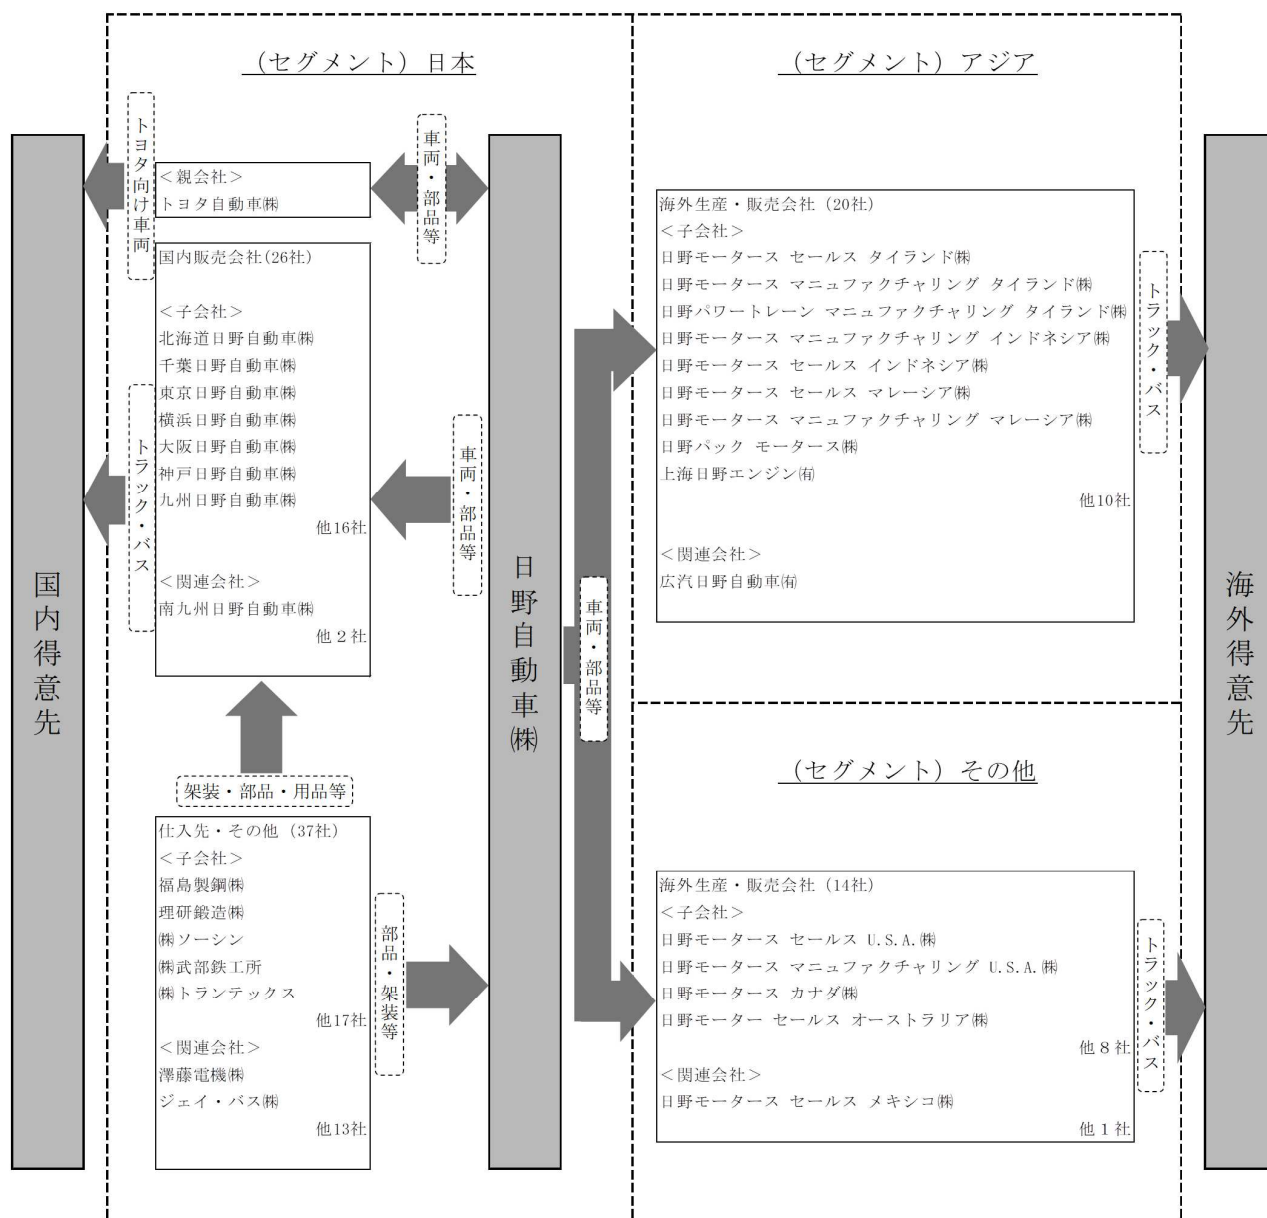 （セグメント）日本
（セグメント）アジア
国内得意先
トヨタ向け車両
＜親会社＞
トヨタ自動車㈱
車両・部品等
国内販売会社(26社)
＜子会社＞
北海道日野自動車㈱
千葉日野自動車㈱
東京日野自動車㈱
横浜日野自動車㈱
大阪日野自動車㈱
神戸日野自動車㈱
九州日野自動車㈱
他16社
＜関連会社＞
南九州日野自動車㈱
他２社
トラック・バス
車両・部品等
架装・部品・用品等
仕入先・その他（37社）
＜子会社＞
福島製鋼㈱
理研鍛造㈱
㈱ソーシン
㈱武部鉄工所
㈱トランテックス
他17社
＜関連会社＞
澤藤電機㈱
ジェイ・バス㈱
他13社
部品・架装等
日野自動車㈱
車両・部品等
海外生産・販売会社（20社）
＜子会社＞
日野モータース セールス タイランド㈱
日野モータース マニュファクチャリング タイランド㈱
日野パワートレーン マニュファクチャリング タイランド㈱
日野モータース マニュファクチャリング インドネシア㈱
日野モータース セールス インドネシア㈱
日野モータース セールス マレーシア㈱
日野モータース マニュファクチャリング マレーシア㈱
日野パック モータース㈱
上海日野エンジン㈲
他10社
＜関連会社＞
広汽日野自動車㈲
トラック・バス
（セグメント）その他
海外生産・販売会社（14社）
＜子会社＞
日野モータース セールス U.S.A.㈱
日野モータース マニュファクチャリング U.S.A.㈱
日野モータース カナダ㈱
日野モーター セールス オーストラリア㈱
他８社
＜関連会社＞
日野モータース セールス メキシコ㈱
他１社
トラック・バス
海外得意先